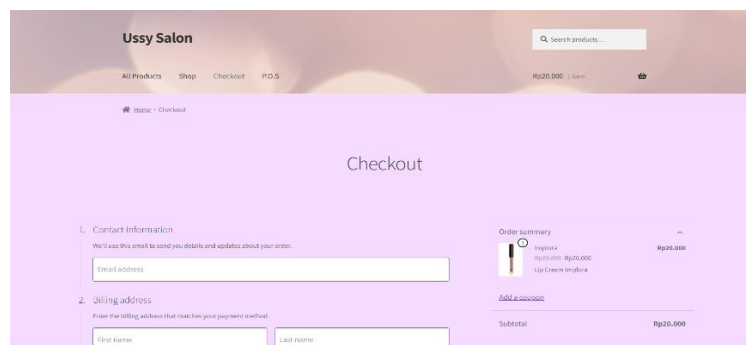 Ussy Salon
Search products...
All Products Shop Checkout P.O.S
Rp20.000 1 item
Home > Checkout
Checkout
1. Contact information
We'll use this email to send you details and updates about your order.
Email address
2. Billing address
Enter the billing address that matches your payment method.
First name Last name
Order summary
1
Implora Rp20.000
Rp20.000
Lip Cream Implora
Add a coupon
Subtotal Rp20.000